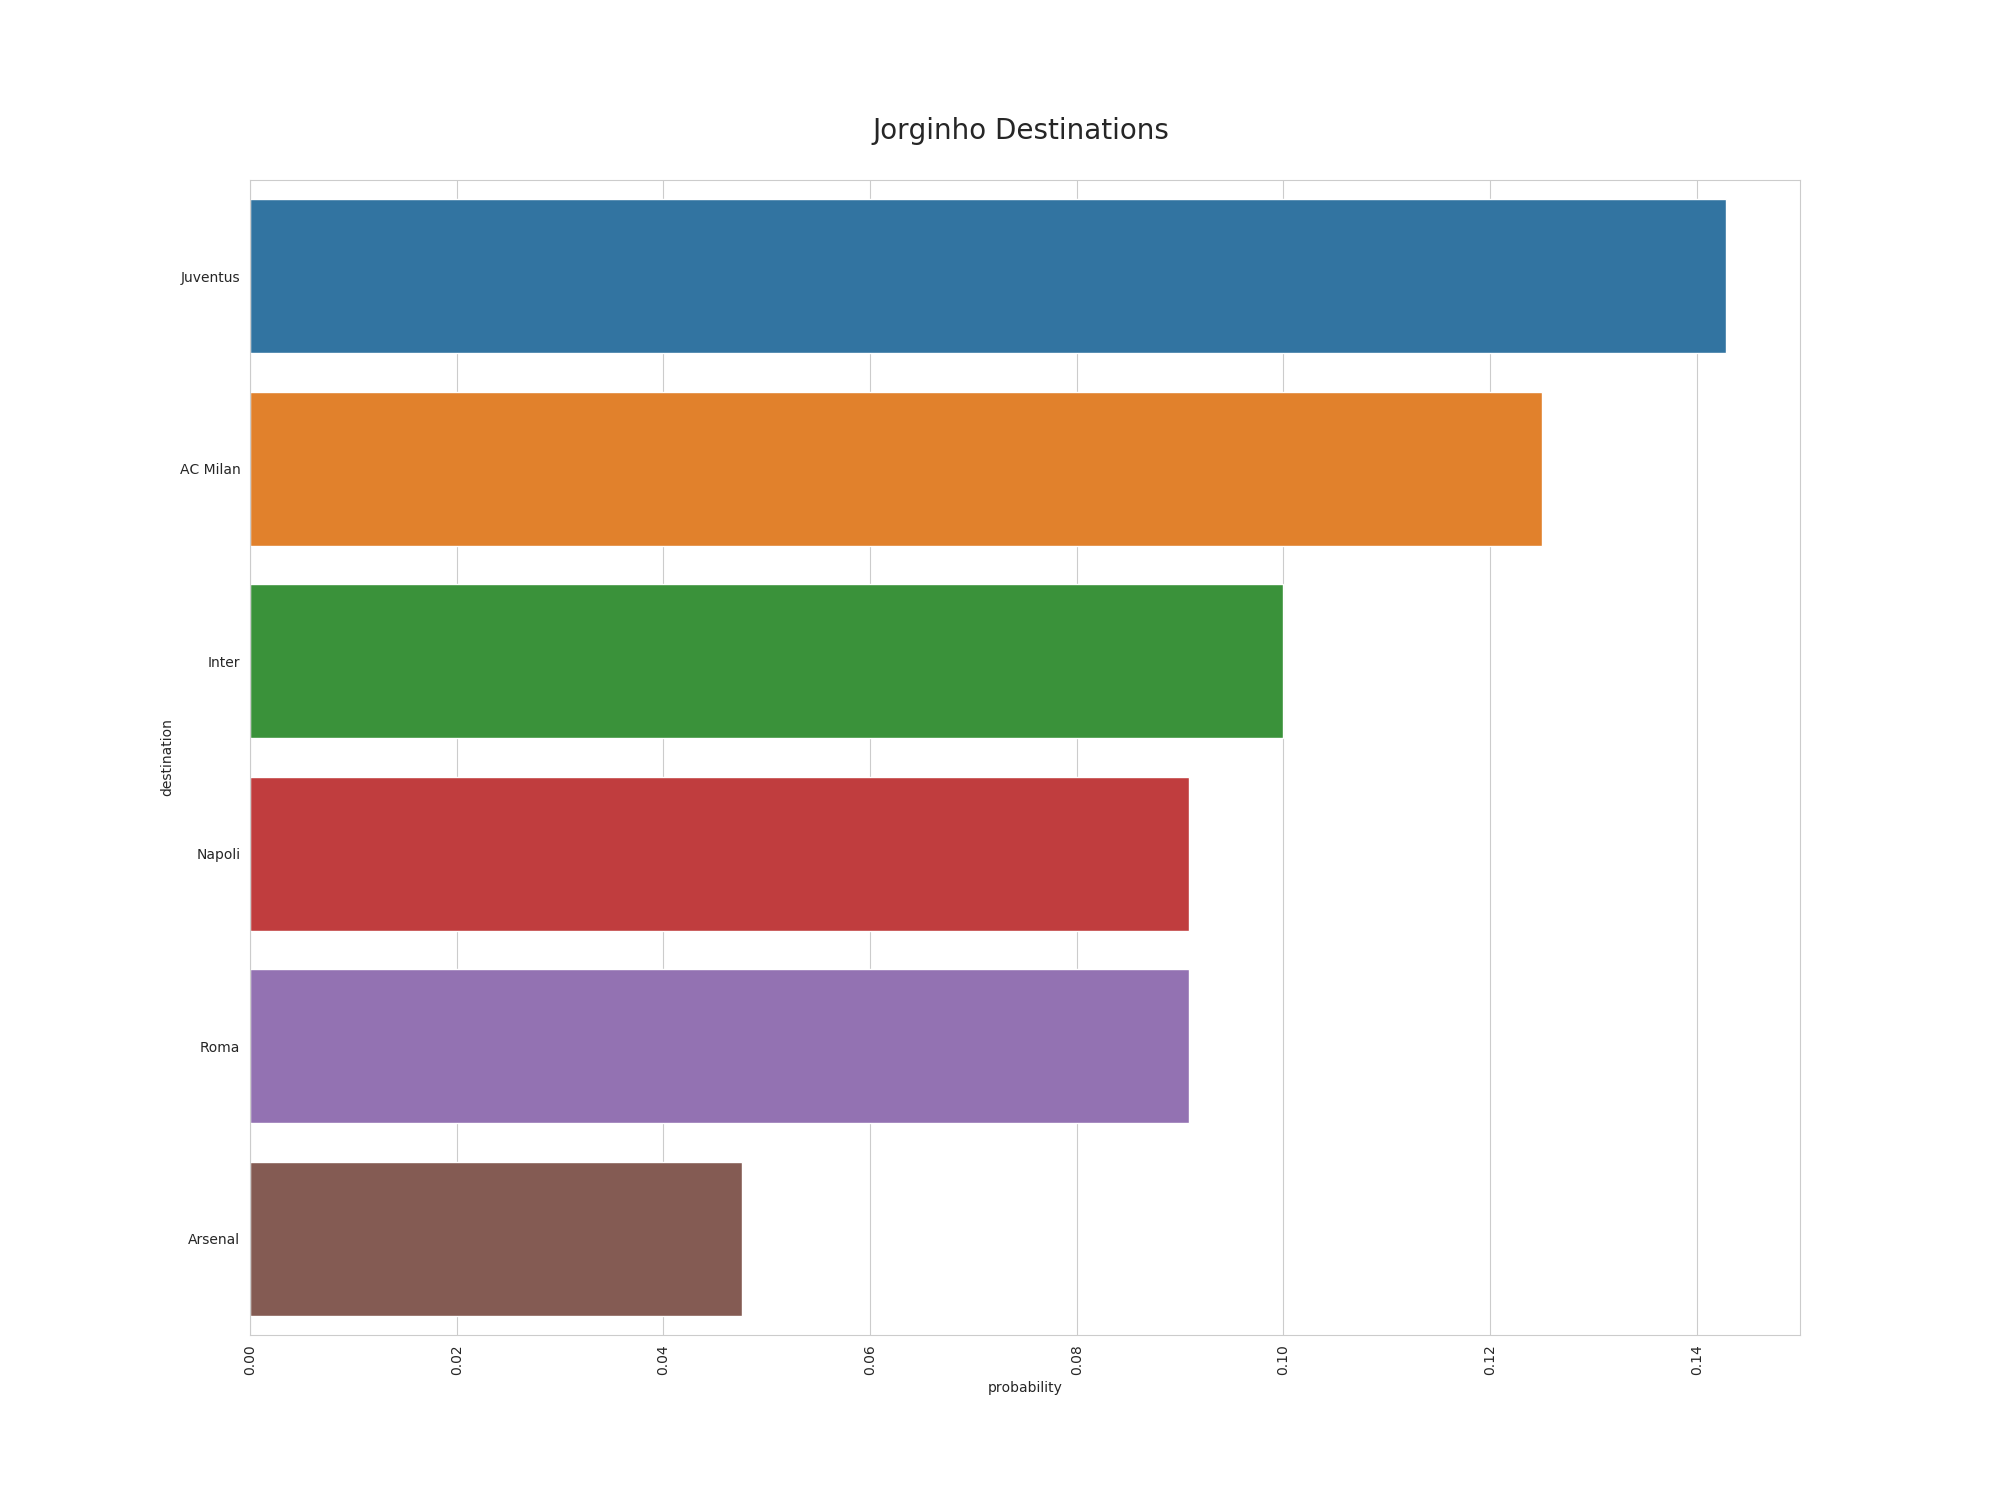 Jorginho Destinations
Juventus
AC Milan
Inter
Napoli
Roma
Arsenal
destination
0.00 0.02 0.04 0.06 0.08 0.10 0.12 0.14
probability